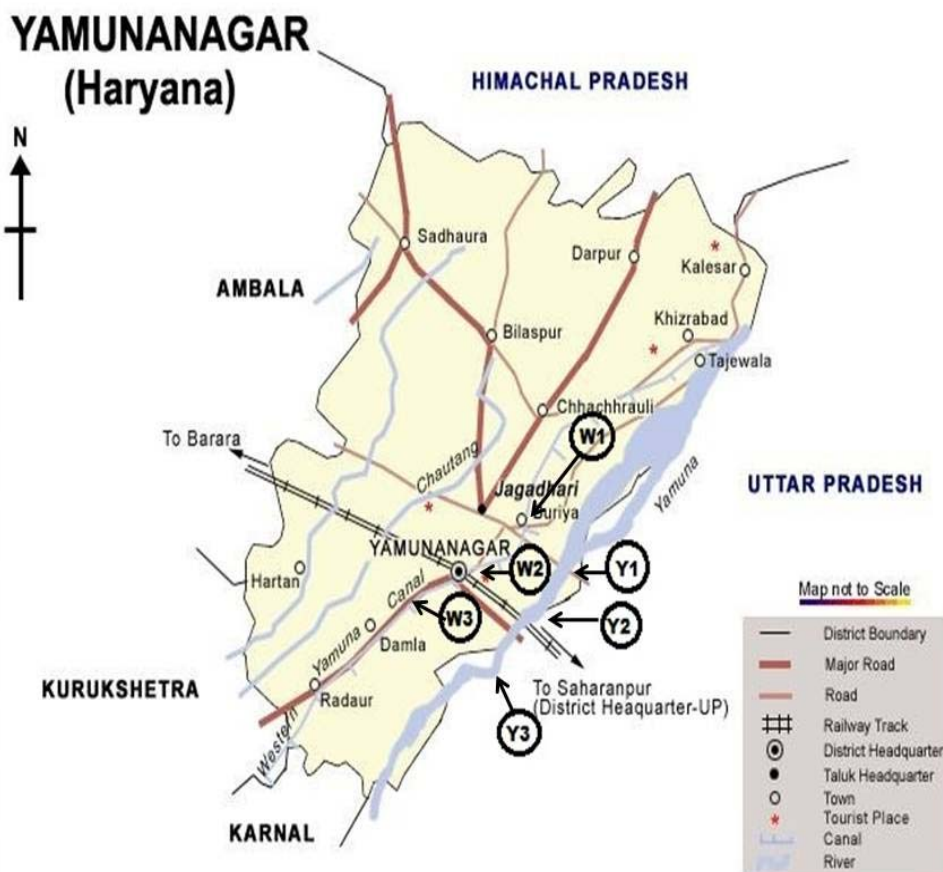 YAMUNANAGAR
(Haryana)
HIMACHAL PRADESH
N
Sadhaura
Darpur
Kalesar
AMBALA
Khizrabad
Bilaspur
Tajewala
Chhachhrauli
To Barara
W1
Chautang
Jagadhari
Yamuna
UTTAR PRADESH
Buriya
YAMUNANAGAR
W2
Y1
Hartan
Canal
Map not to Scale
W3
Y2
Yamuna
Damla
District Boundary
KURUKSHETRA
Major Road
To Saharanpur
(District Heaquarter-UP)
Radaur
Road
Western
Y3
Railway Track
District Headquarter
Taluk Headquarter
Town
Tourist Place
KARNAL
Canal
River